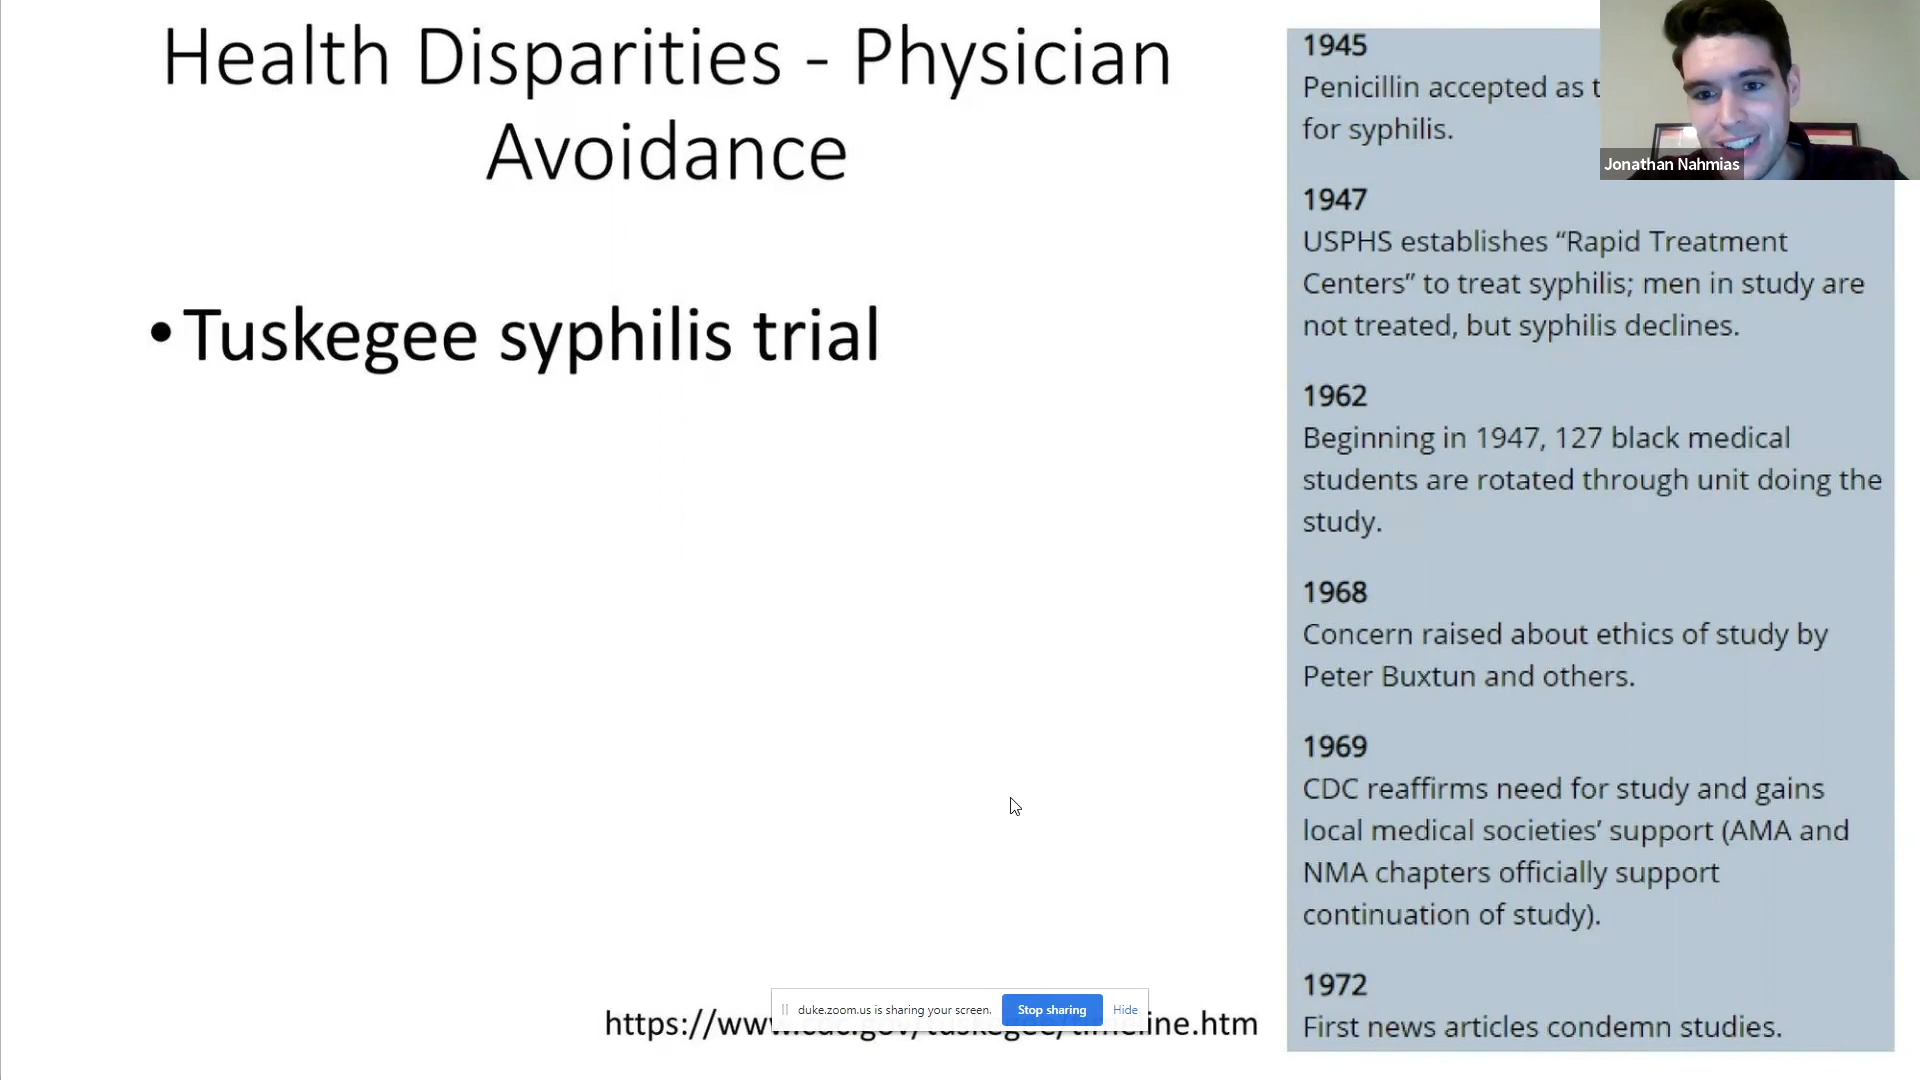 Health Disparities - Physician
Avoidance
•Tuskegee syphilis trial
1945
Penicillin accepted as
for syphilis.
1947
USPHS establishes “Rapid Treatment
Centers” to treat syphilis; men in study are
not treated, but syphilis declines.
1962
Beginning in 1947, 127 black medical
students are rotated through unit doing the
study.
1968
Concern raised about ethics of study by
Peter Buxtun and others.
1969
CDC reaffirms need for study and gains
local medical societies’ support (AMA and
NMA chapters officially support
continuation of study).
1972
First news articles condemn studies.
Jonathan Nahmias
duke.zoom.us is sharing your screen. Stop sharing Hide
https://www.cdc.gov/tuskegee/timeline.htm